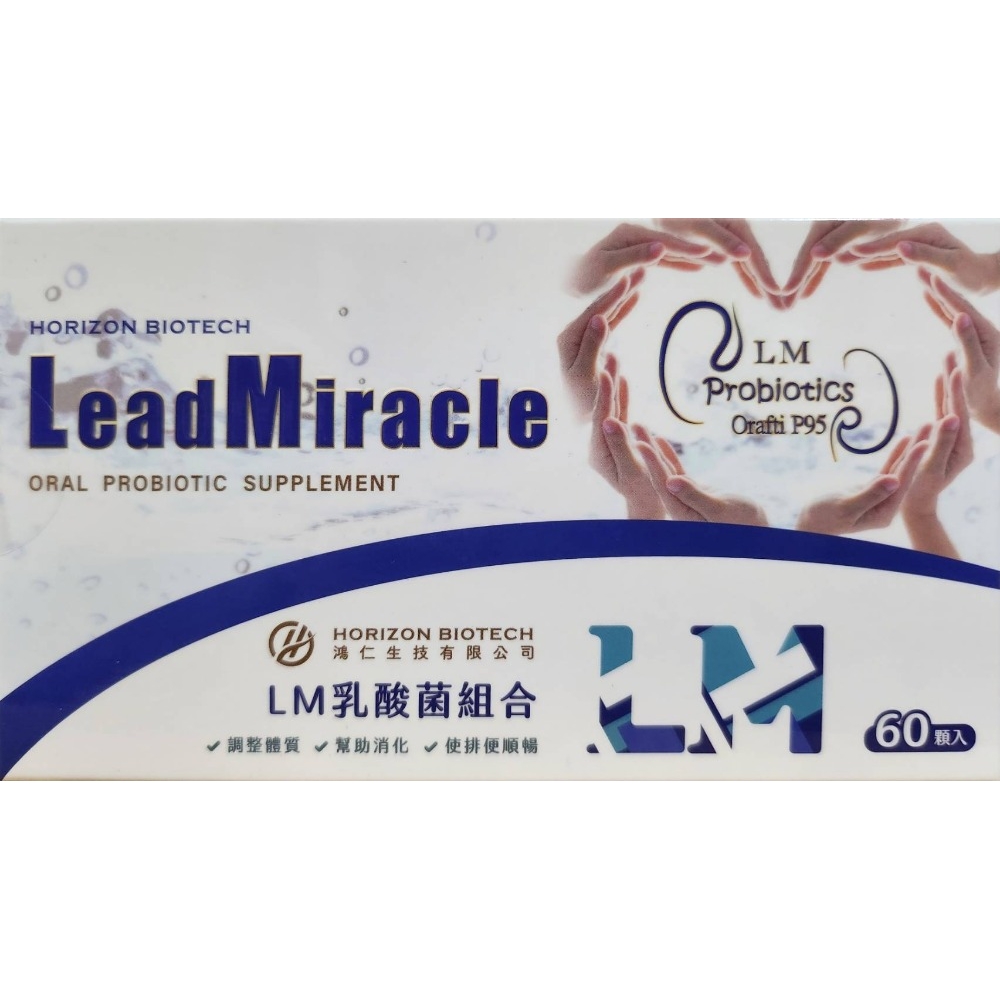 HORIZON BIOTECH
LeadMiracle
ORAL PROBIOTIC SUPPLEMENT
LM
Probiotics
Orafti P95
HORIZON BIOTECH
鴻仁生技有限公司
LM乳酸菌組合
✓調整體質 ✓幫助消化 ✓使排便順暢
LM
60顆入